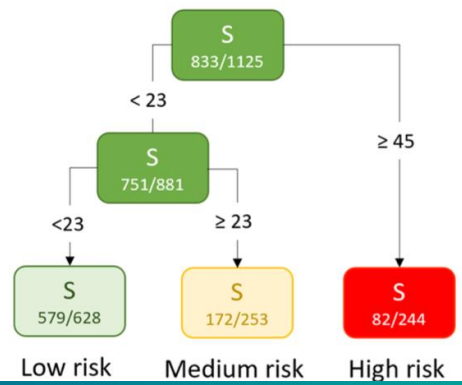 S
833/1125
< 23
≥ 45
S
751/881
<23
≥ 23
S
579/628
S
172/253
S
82/244
Low risk
Medium risk
High risk